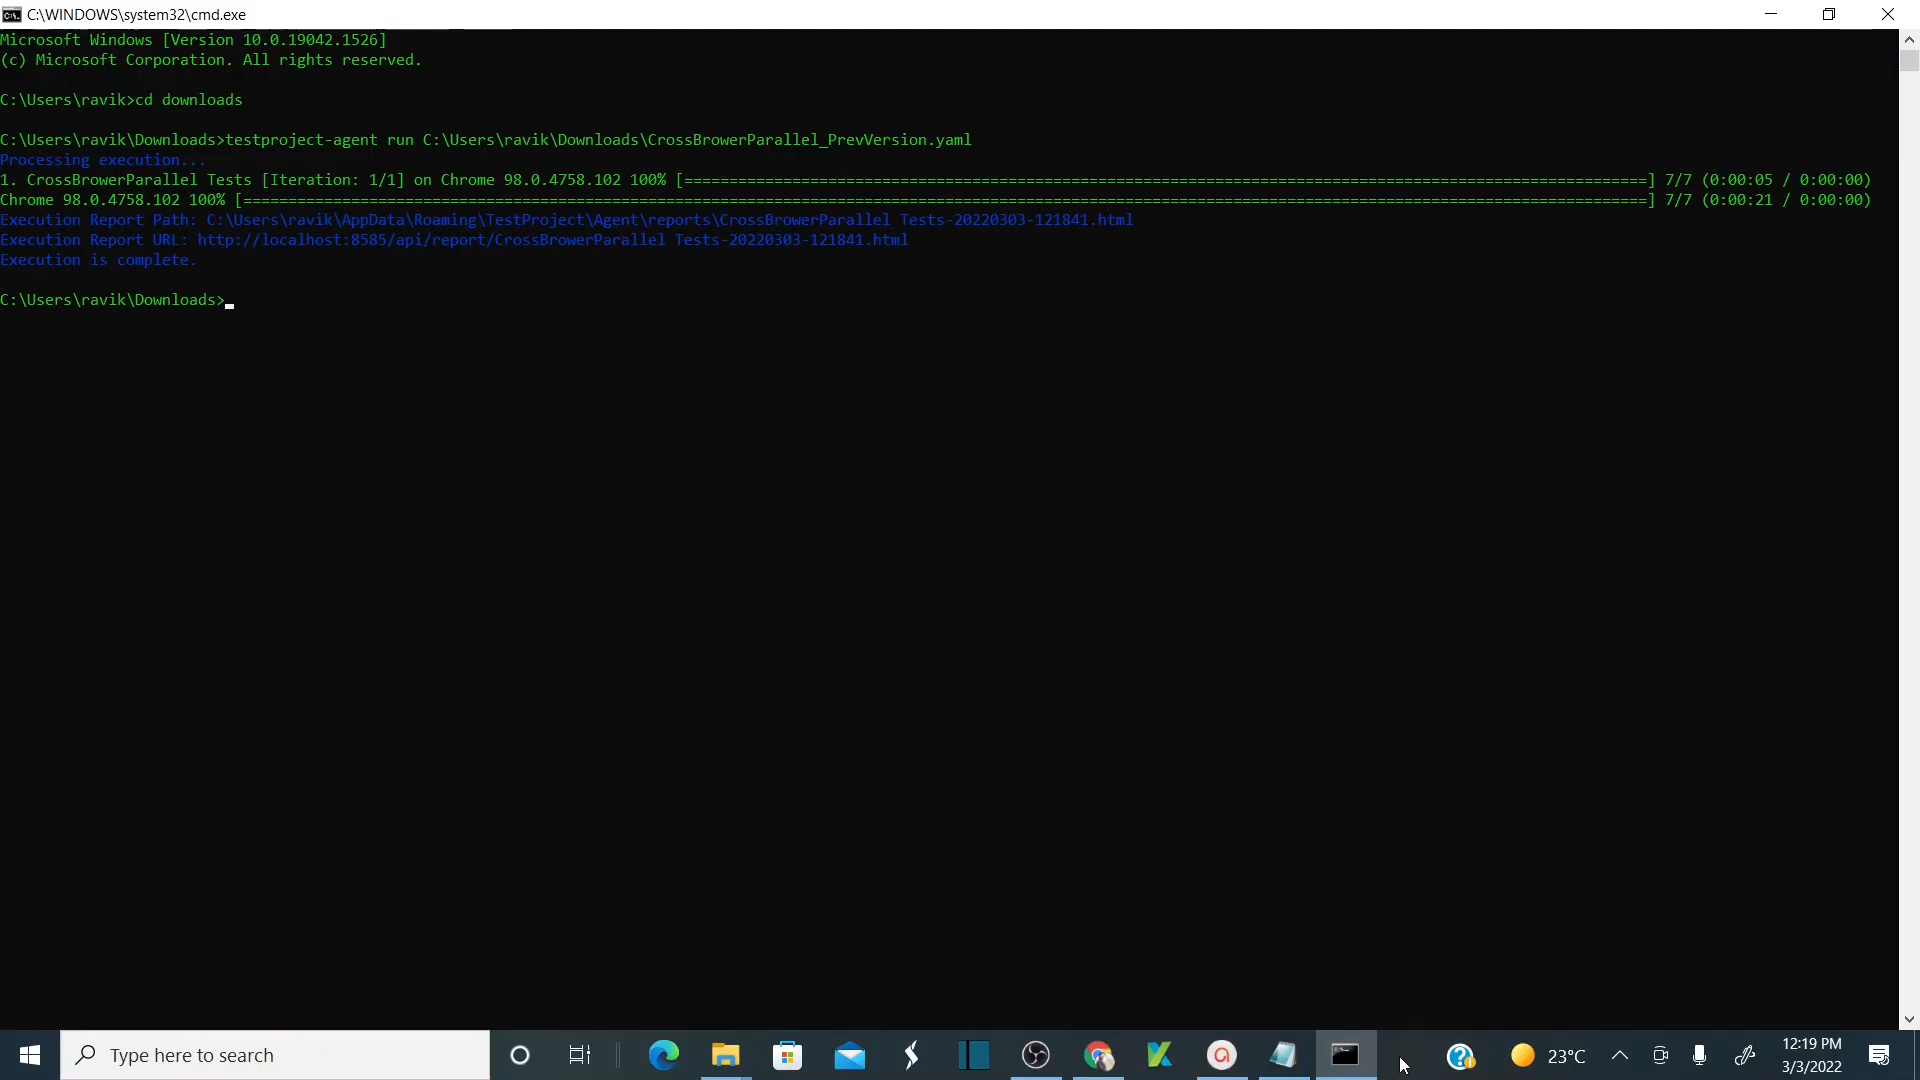 C:\WINDOWS\system32\cmd.exe
Microsoft Windows [Version 10.0.19042.1526]
(c) Microsoft Corporation. All rights reserved.
C:\Users\ravik>cd downloads
C:\Users\ravik\Downloads>testproject-agent run C:\Users\ravik\Downloads\CrossBrowerParallel_PrevVersion.yaml
Processing execution...
1. CrossBrowerParallel Tests [Iteration: 1/1] on Chrome 98.0.4758.102 100% [===========================================================================================================] 7/7 (0:00:05 / 0:00:00)
Chrome 98.0.4758.102 100% [============================================================================================================================================================] 7/7 (0:00:21 / 0:00:00)
Execution Report Path: C:\Users\ravik\AppData\Roaming\TestProject\Agent\reports\CrossBrowerParallel Tests-20220303-121841.html
Execution Report URL: http://localhost:8585/api/report/CrossBrowerParallel Tests-20220303-121841.html
Execution is complete.
C:\Users\ravik\Downloads>
Type here to search
23°C
12:19 PM
3/3/2022